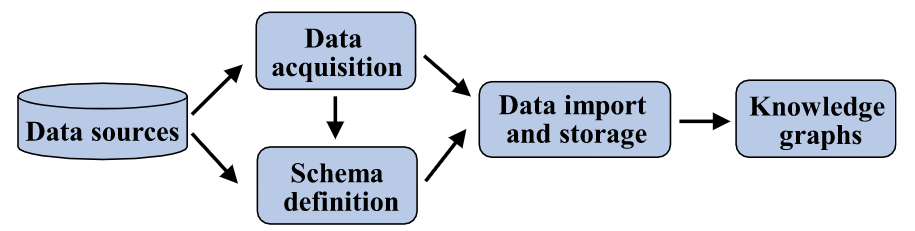 Data sources
Data
acquisition
Schema
definition
Data import
and storage
Knowledge
graphs